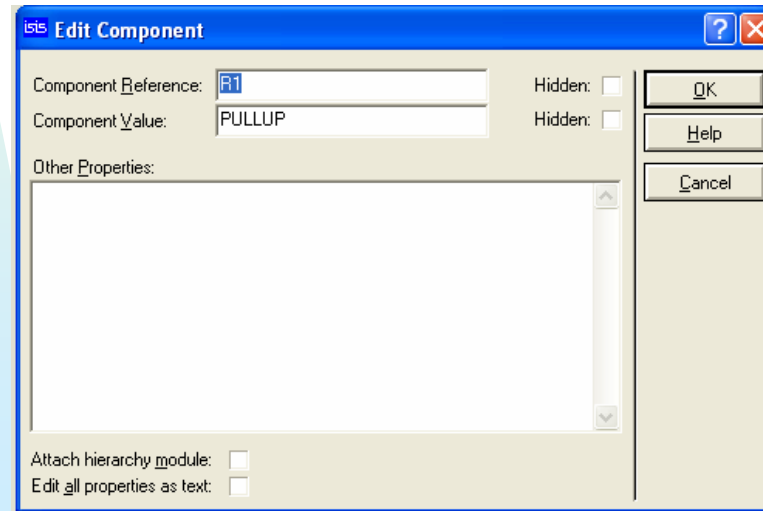 isis Edit Component
Component Reference: R1 Hidden: OK
Component Value: PULLUP Hidden: Help
Other Properties: Cancel
Attach hierarchy module:
Edit all properties as text: